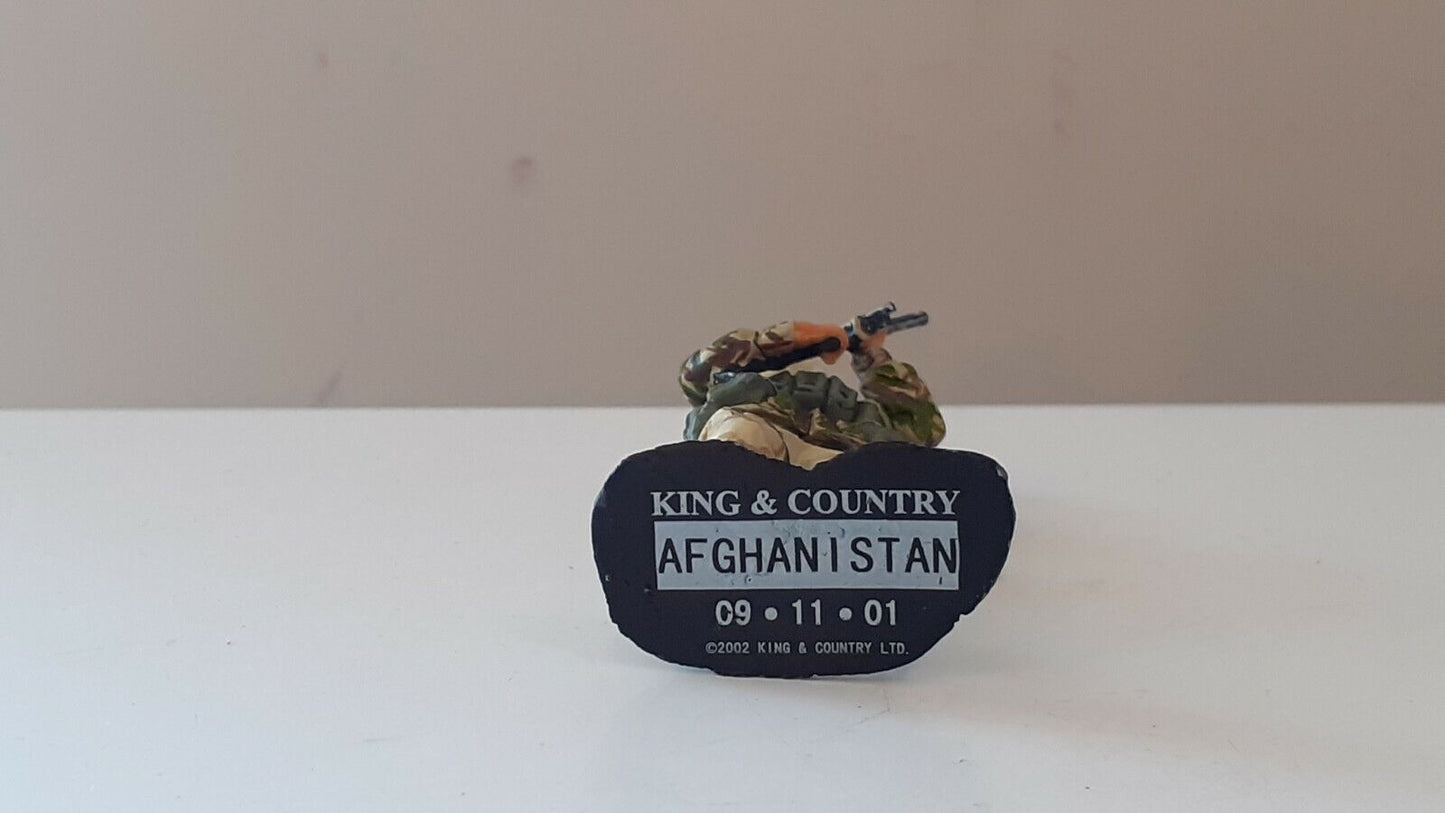 KING & COUNTRY
AFGHANISTAN
09 • 11 • 01
©2002 KING & COUNTRY LTD.